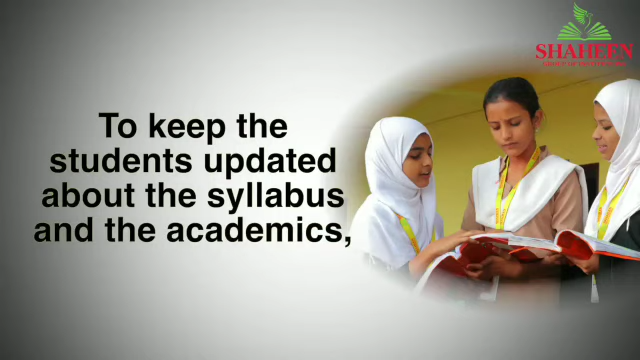 SHAHEEN
To keep the
students updated
about the syllabus
and the academics,